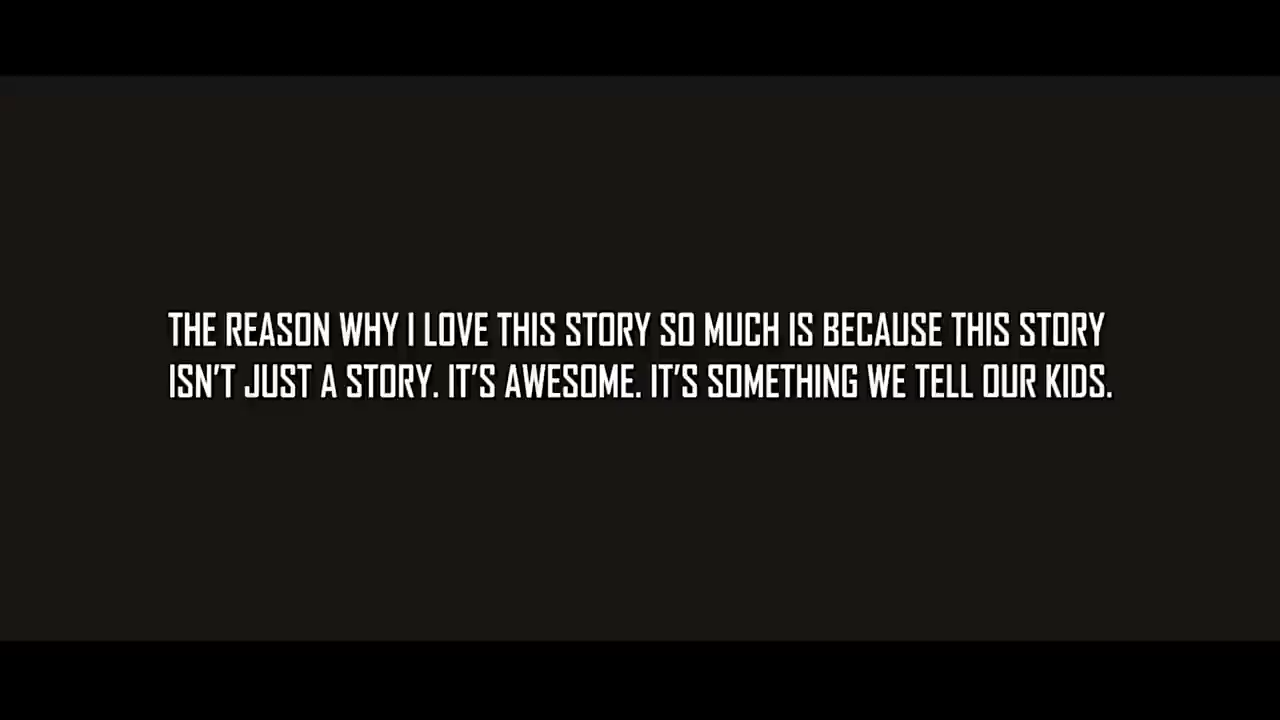 THE REASON WHY I LOVE THIS STORY SO MUCH IS BECAUSE THIS STORY
ISN'T JUST A STORY. IT'S AWESOME. IT'S SOMETHING WE TELL OUR KIDS.